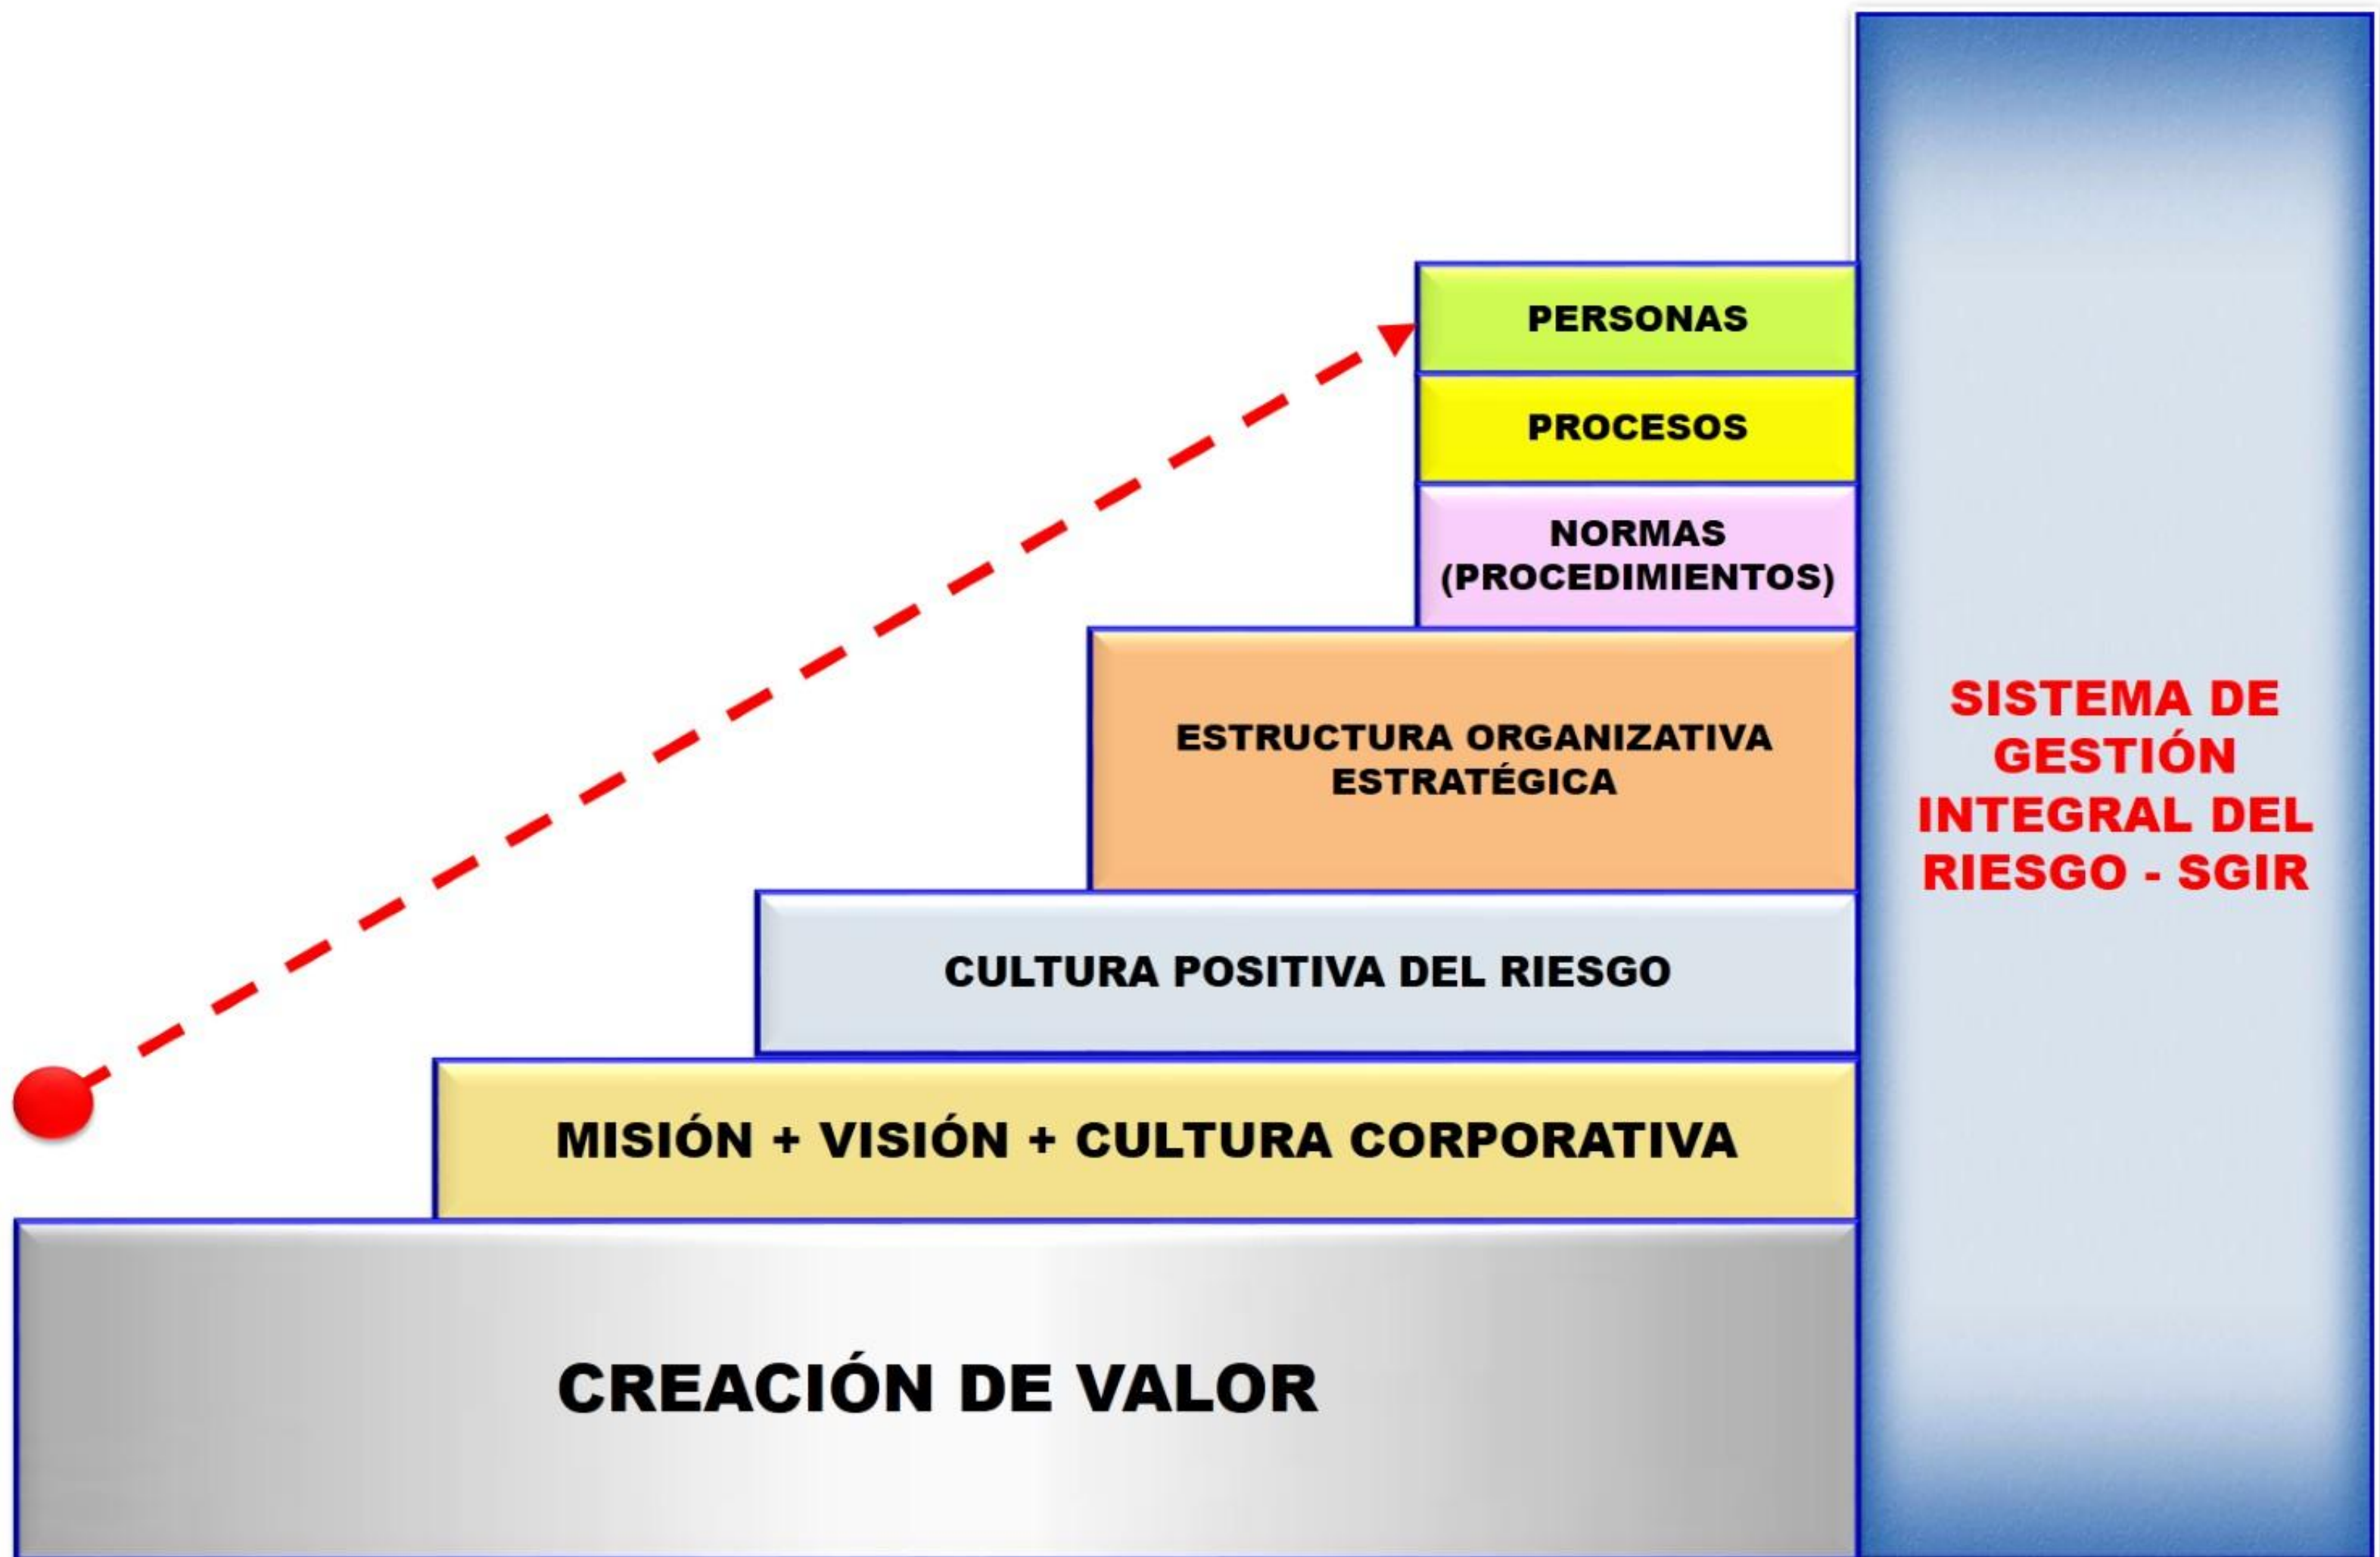 PERSONAS
PROCESOS
NORMAS
(PROCEDIMIENTOS)
ESTRUCTURA ORGANIZATIVA
ESTRATÉGICA
CULTURA POSITIVA DEL RIESGO
MISIÓN + VISIÓN + CULTURA CORPORATIVA
CREACIÓN DE VALOR
SISTEMA DE
GESTIÓN
INTEGRAL DEL
RIESGO - SGIR